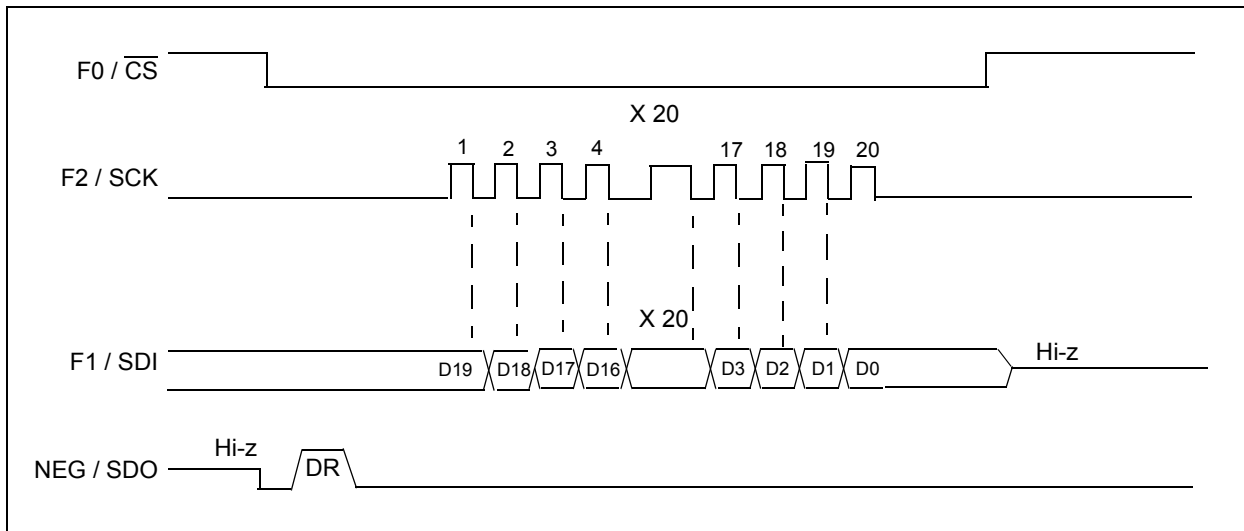 F0 / CS
X 20
1 2 3 4 17 18 19 20
F2 / SCK
X 20
F1 / SDI
D19 D18 D17 D16 D3 D2 D1 D0
Hi-z
Hi-z
NEG / SDO
DR